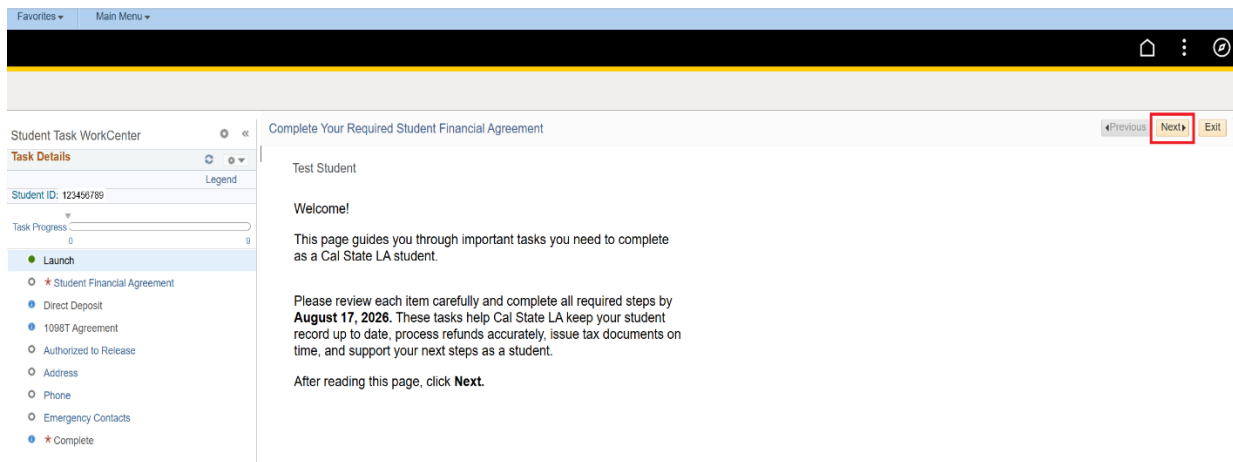 Favorites Main Menu
Student Task WorkCenter
Task Details
Legend
Student ID: 123456789
Task Progress
0 9
Launch
* Student Financial Agreement
Direct Deposit
1098T Agreement
Authorized to Release
Address
Phone
Emergency Contacts
* Complete
Complete Your Required Student Financial Agreement
Previous Next Exit
Test Student
Welcome!
This page guides you through important tasks you need to complete
as a Cal State LA student.
Please review each item carefully and complete all required steps by
August 17, 2026. These tasks help Cal State LA keep your student
record up to date, process refunds accurately, issue tax documents on
time, and support your next steps as a student.
After reading this page, click Next.